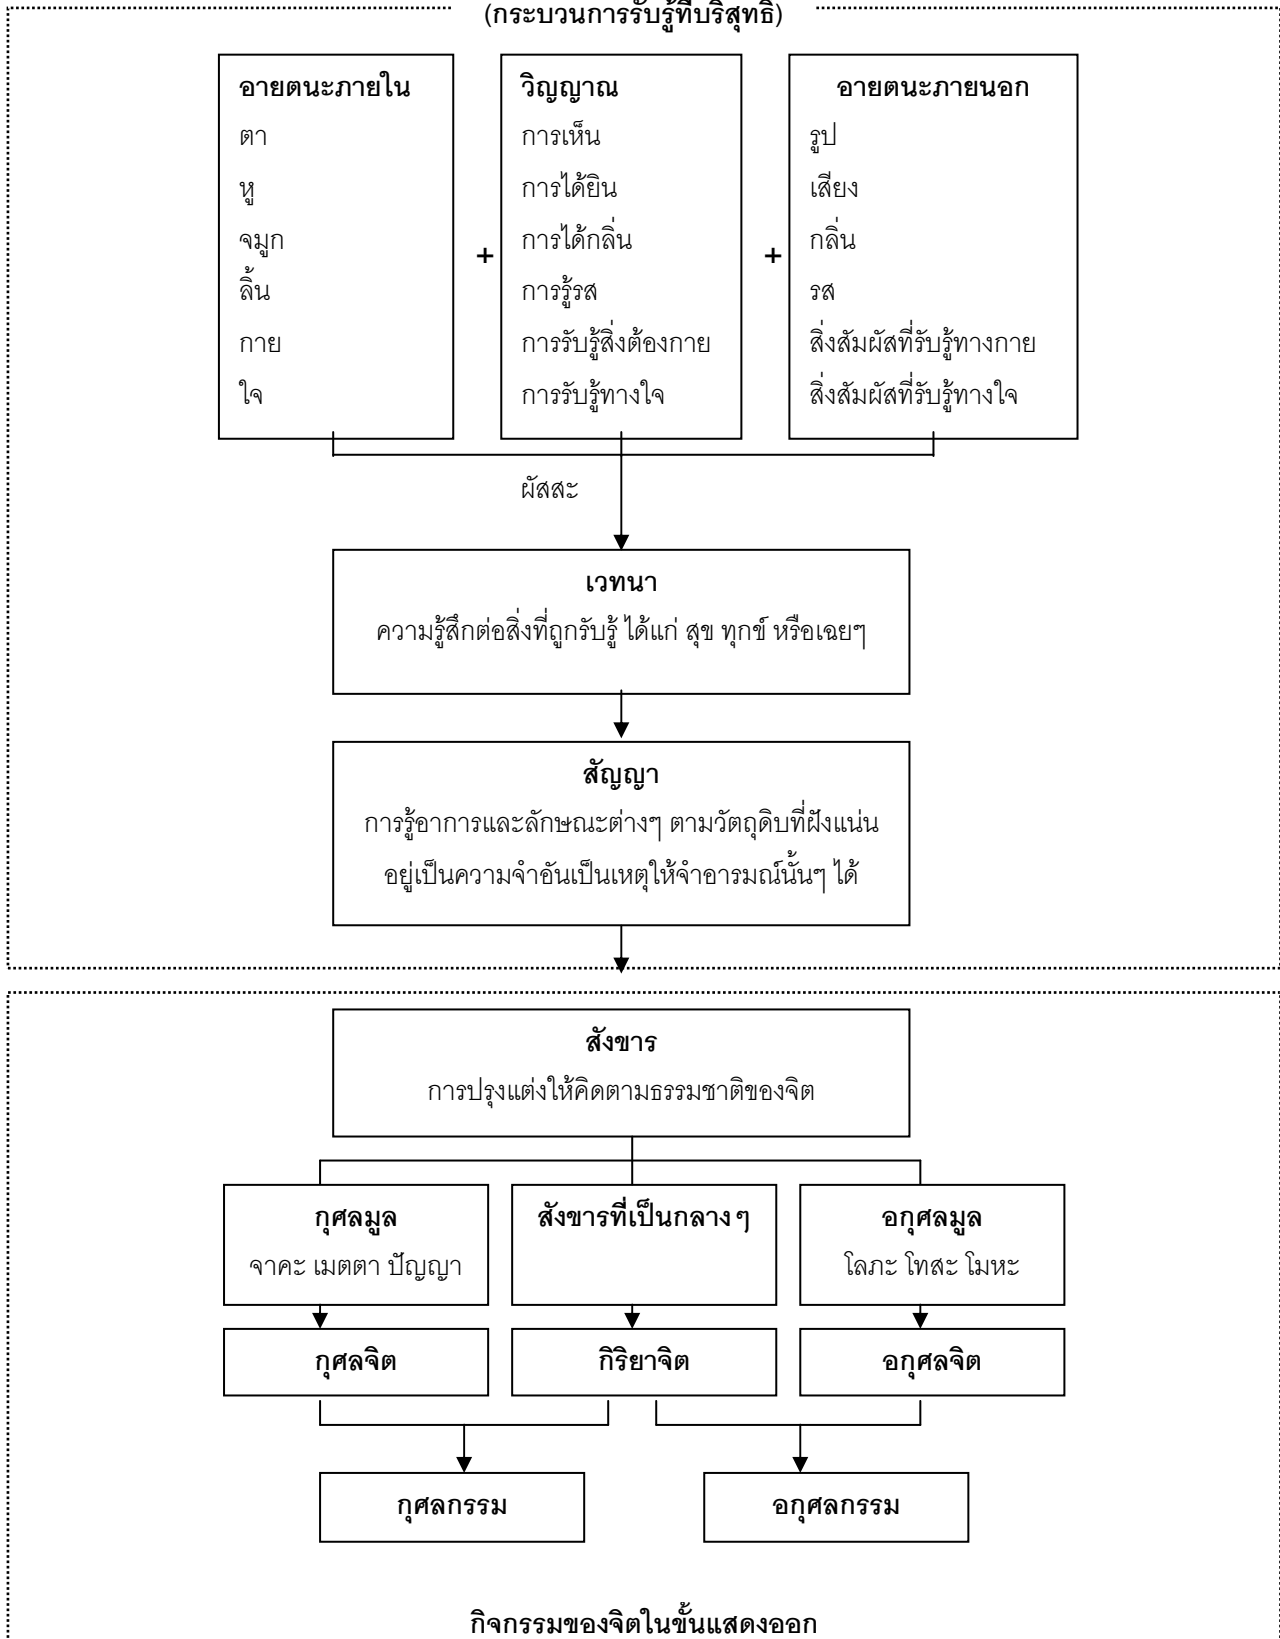 (กระบวนการรับรู้ที่บริสุทธิ์)
อายตนะภายใน
ตา
หู
จมูก
ลิ้น
กาย
ใจ
+
วิญญาณ
การเห็น
การได้ยิน
การได้กลิ่น
การรู้รส
การรับรู้สิ่งต้องกาย
การรับรู้ทางใจ
+
อายตนะภายนอก
รูป
เสียง
กลิ่น
รส
สิ่งสัมผัสที่รับรู้ทางกาย
สิ่งสัมผัสที่รับรู้ทางใจ
ผัสสะ
เวทนา
ความรู้สึกต่อสิ่งที่ถูกรับรู้ ได้แก่ สุข ทุกข์ หรือเฉยๆ
สัญญา
การรู้อาการและลักษณะต่างๆ ตามวัตถุดิบที่ฝังแน่น
อยู่เป็นความจำอันเป็นเหตุให้จำอารมณ์นั้นๆ ได้
สังขาร
การปรุงแต่งให้คิดตามธรรมชาติของจิต
กุศลมูล
จาคะ เมตตา ปัญญา
สังขารที่เป็นกลาง ๆ
อกุศลมูล
โลภะ โทสะ โมหะ
กุศลจิต
กิริยาจิต
อกุศลจิต
กุศลกรรม
อกุศลกรรม
กิจกรรมของจิตในขั้นแสดงออก